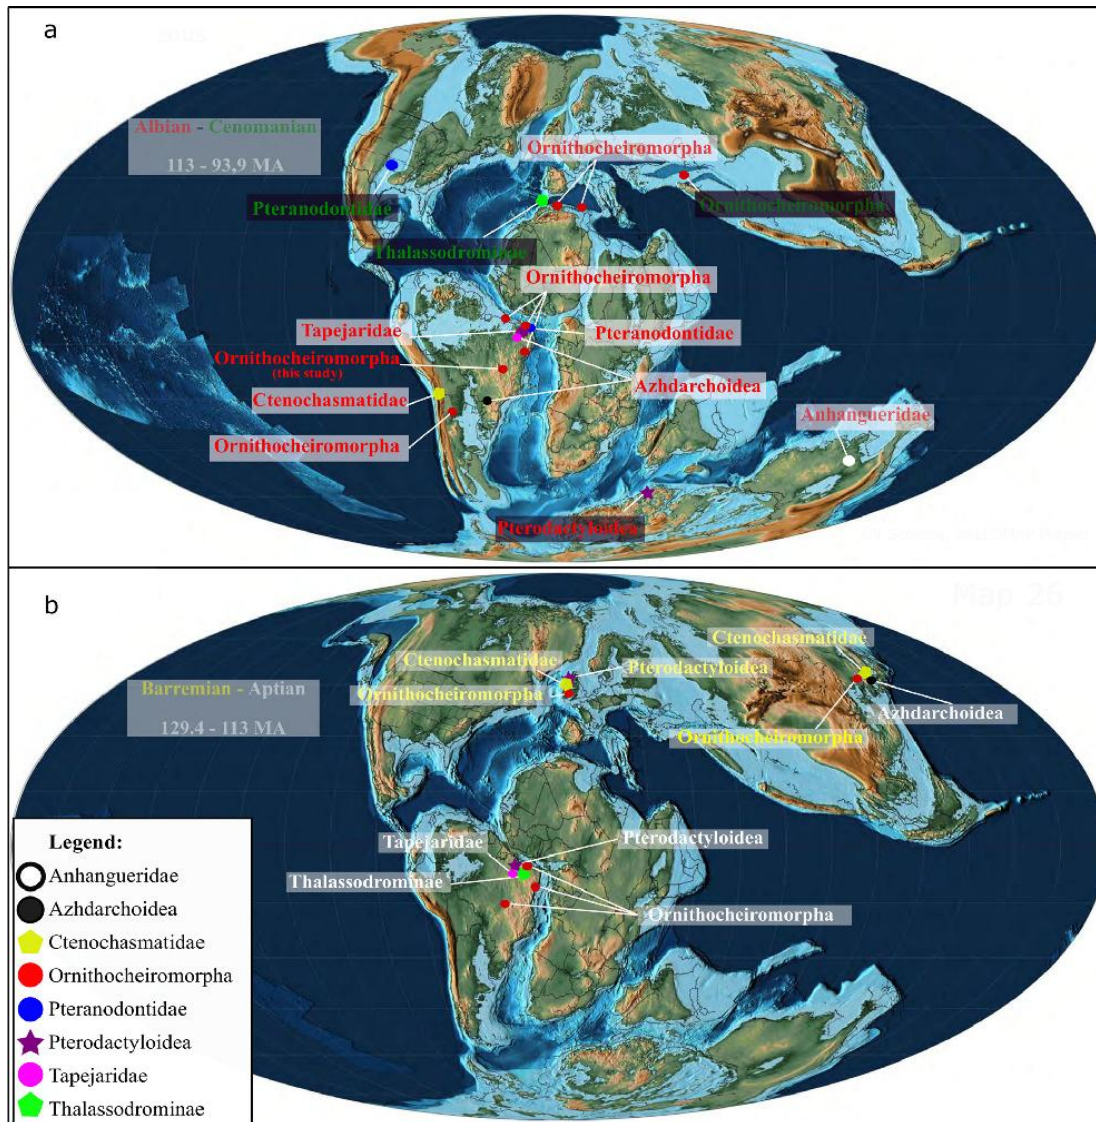 a
Albian - Cenomanian
113 - 93,9 MA
Ornithocheiromorpha
Pteranodontidae
Ornithocheiromorpha
Thalassodrominae
Ornithocheiromorpha
Tapejaridae
Pteranodontidae
Ornithocheiromorpha
(this study)
Azhdarchoidea
Ctenochasmatidae
Anhangueridae
Ornithocheiromorpha
Pterodactyloidea
b
Map 26
Ctenochasmatidae
Ctenochasmatidae
Pterodactyloidea
Barremian - Aptian
Ornithocheiromorpha
129.4 - 113 MA
Azhdarchoidea
Ornithocheiromorpha
Tapejaridae
Pterodactyloidea
Thalassodrominae
Ornithocheiromorpha
Legend:
Anhangueridae
Azhdarchoidea
Ctenochasmatidae
Ornithocheiromorpha
Pteranodontidae
Pterodactyloidea
Tapejaridae
Thalassodrominae